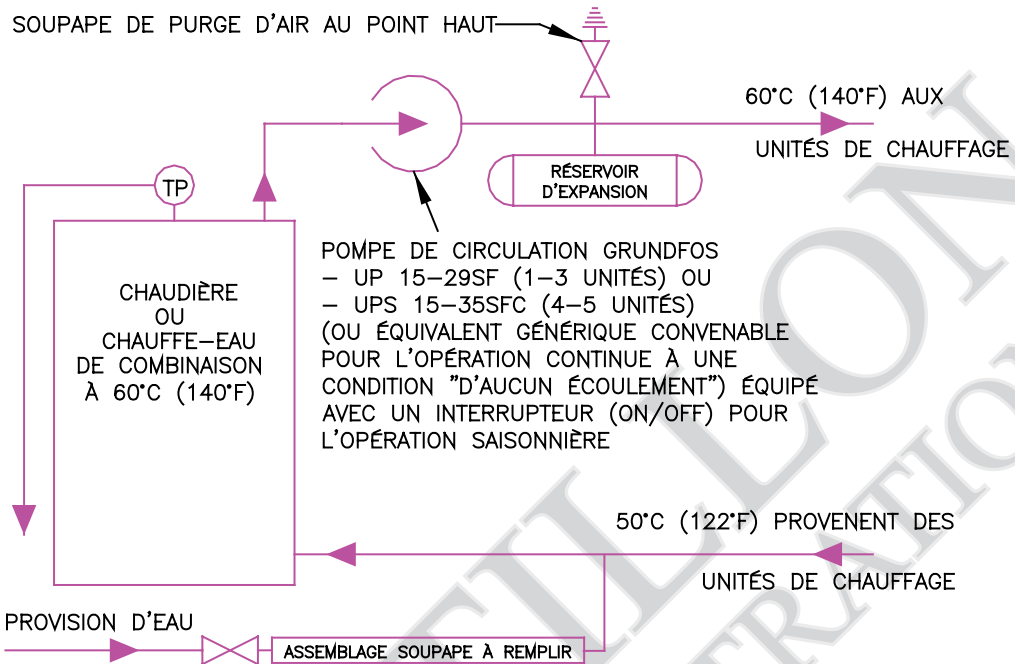 SOUPAPE DE PURGE D'AIR AU POINT HAUT
60°C (140°F) AUX
UNITÉS DE CHAUFFAGE
RÉSERVOIR
D'EXPANSION
TP
CHAUDIÈRE
OU
CHAUFFE-EAU
DE COMBINAISON
À 60°C (140°F)
POMPE DE CIRCULATION GRUNDFOS
- UP 15-29SF (1-3 UNITÉS) OU
- UPS 15-35SFC (4-5 UNITÉS)
(OU ÉQUIVALENT GÉNÉRIQUE CONVENABLE
POUR L'OPÉRATION CONTINUE À UNE
CONDITION "D'AUCUN ÉCOULEMENT") ÉQUIPÉ
AVEC UN INTERRUPTEUR (ON/OFF) POUR
L'OPÉRATION SAISONNIÈRE
50°C (122°F) PROVENENT DES
UNITÉS DE CHAUFFAGE
PROVISION D'EAU
ASSEMBLAGE SOUPAPE À REMPLIR